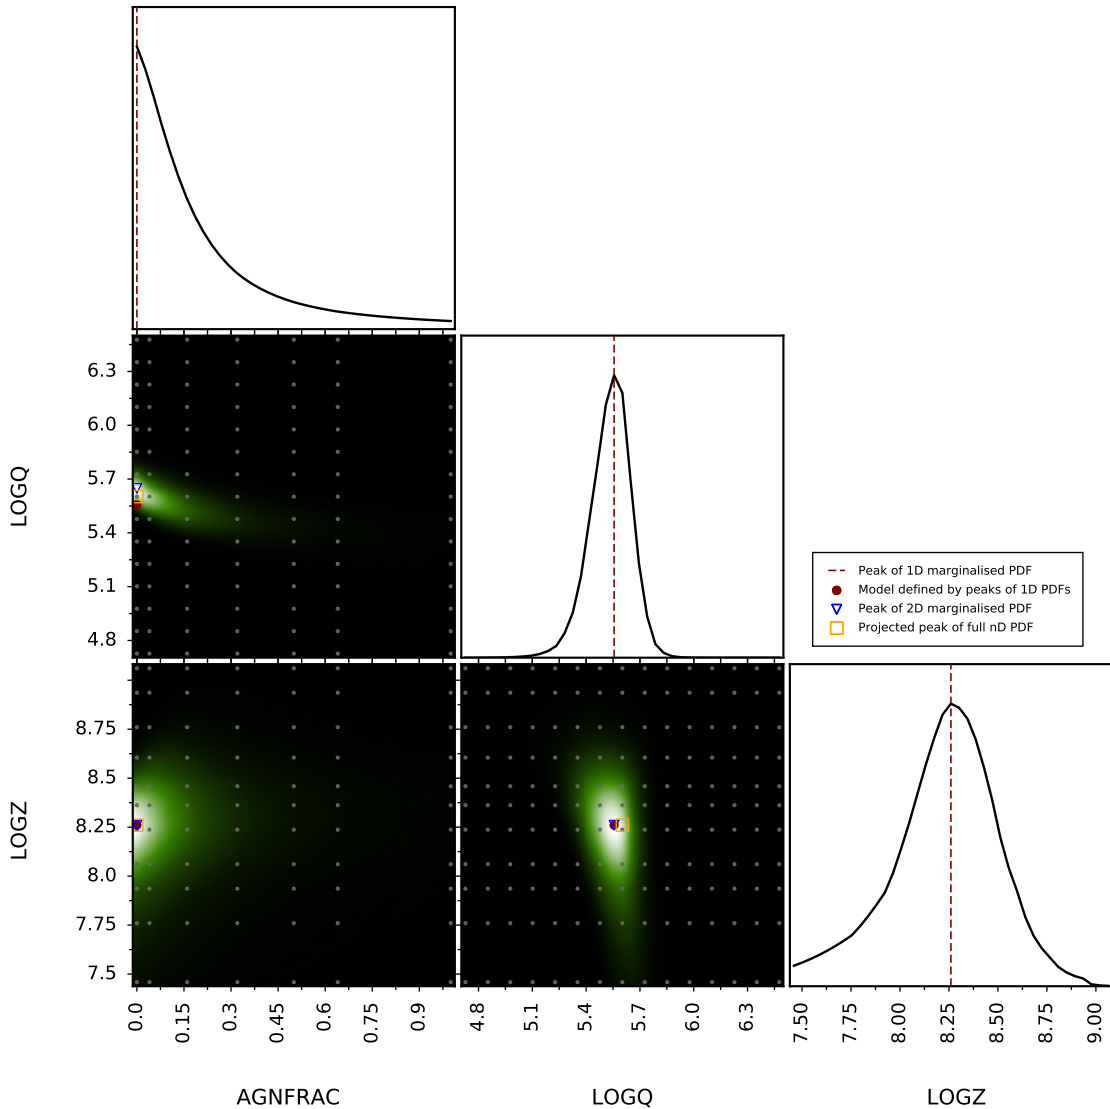 6.3
6.0
5.7
5.4
5.1
4.8
LOGQ
Peak of 1D marginalised PDF
Model defined by peaks of 1D PDFs
Peak of 2D marginalised PDF
Projected peak of full nD PDF
8.75
8.5
8.25
8.0
7.75
7.5
LOGZ
0.0 0.15 0.3 0.45 0.6 0.75 0.9
4.8 5.1 5.4 5.7 6.0 6.3
7.50 7.75 8.00 8.25 8.50 8.75 9.00
AGNFRAC LOGQ LOGZ